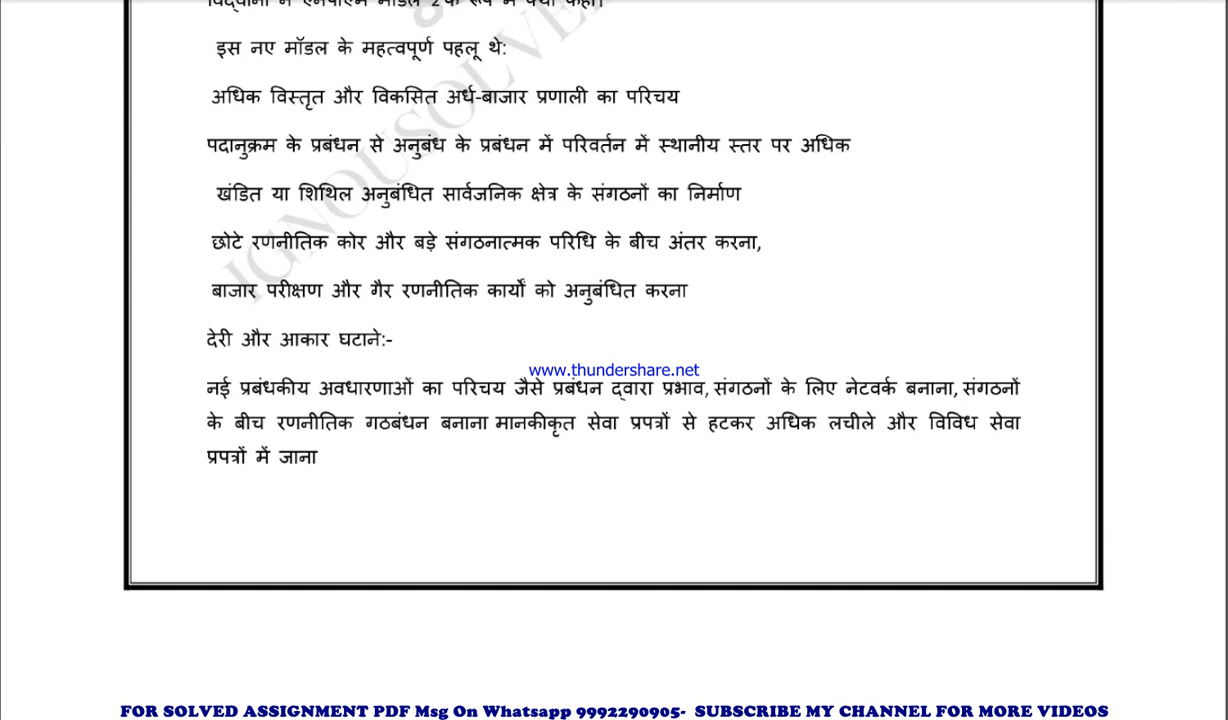 इस नए मॉडल के महत्वपूर्ण पहलू थे:
अधिक विस्तृत और विकसित अर्ध-बाजार प्रणाली का परिचय
पदानुक्रम के प्रबंधन से अनुबंध के प्रबंधन में परिवर्तन में स्थानीय स्तर पर अधिक
खंडित या शिथिल अनुबंधित सार्वजनिक क्षेत्र के संगठनों का निर्माण
छोटे रणनीतिक कोर और बड़े संगठनात्मक परिधि के बीच अंतर करना,
बाजार परीक्षण और गैर रणनीतिक कार्यों को अनुबंधित करना
देरी और आकार घटाने:-
www.thundershare.net
नई प्रबंधकीय अवधारणाओं का परिचय जैसे प्रबंधन द्वारा प्रभाव, संगठनों के लिए नेटवर्क बनाना, संगठनों
के बीच रणनीतिक गठबंधन बनाना मानकीकृत सेवा प्रपत्रों से हटकर अधिक लचीले और विविध सेवा
प्रपत्रों में जाना
FOR SOLVED ASSIGNMENT PDF Msg On Whatsapp 9992290905- SUBSCRIBE MY CHANNEL FOR MORE VIDEOS